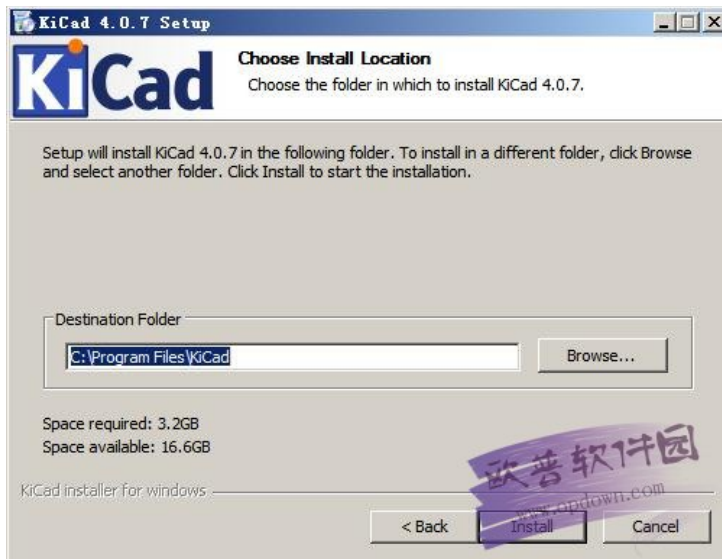 KiCad 4.0.7 Setup
KiCad
Choose Install Location
Choose the folder in which to install KiCad 4.0.7.
Setup will install KiCad 4.0.7 in the following folder. To install in a different folder, click Browse
and select another folder. Click Install to start the installation.
Destination Folder
C:\Program Files\KiCad
Browse...
Space required: 3.2GB
Space available: 16.6GB
欧普软件园
www.opdown.com
KiCad installer for windows
< Back
Install
Cancel